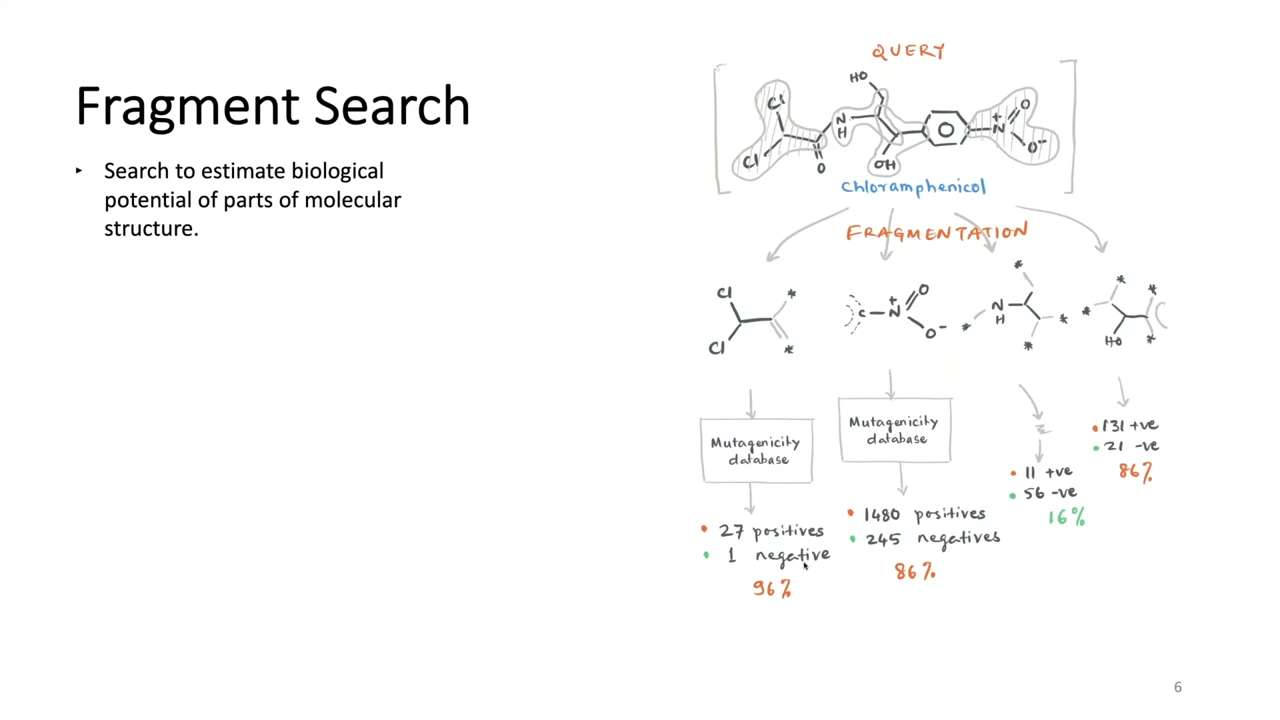 Fragment Search
‣ Search to estimate biological
potential of parts of molecular
structure.
QUERY
HO
Cl
Cl
O
N
H
OH
O
N+
O
O-
Chloramphenicol
FRAGMENTATION
Cl
Cl
*
*
C
N+
O
O-
*
N
H
*
*
*
*
*
*
*
HO
Mutagenicity
database
27 positives
1 negative
96%
Mutagenicity
database
1480 positives
245 negatives
86%
11 +ve
56 -ve
16%
131 +ve
21 -ve
86%
6